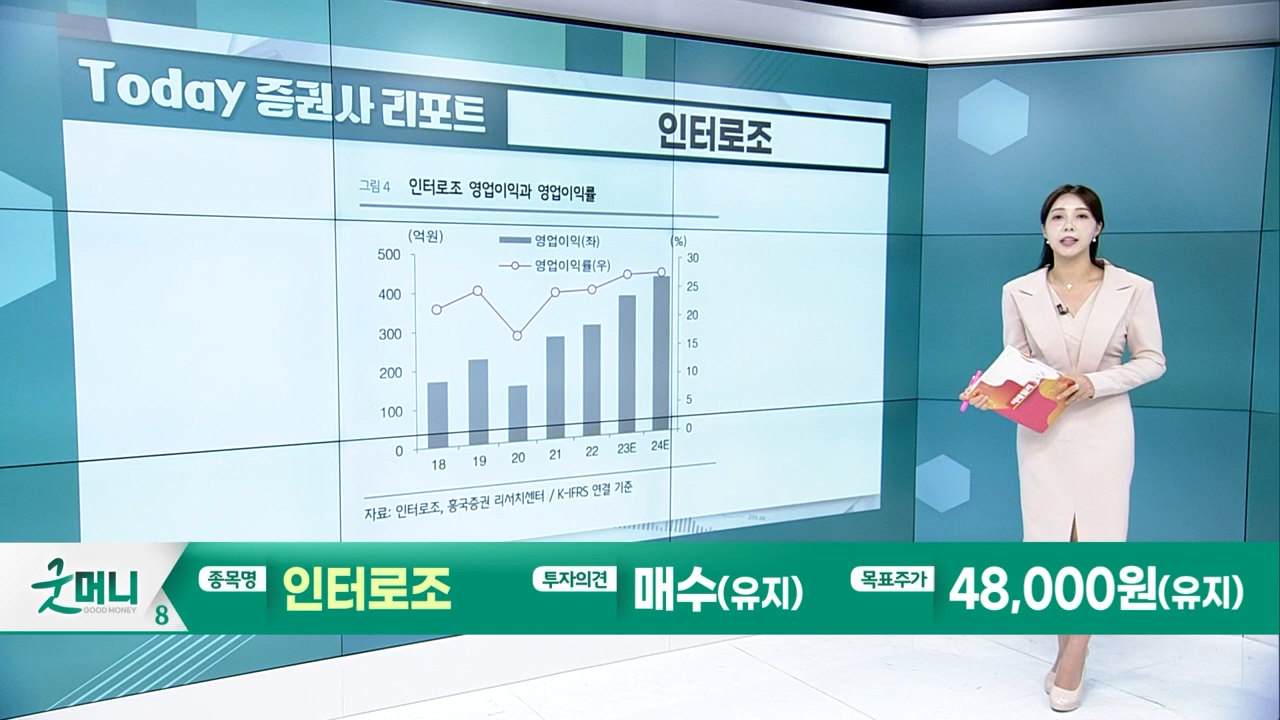 Today 증권사 리포트
인터로조
그림 4 인터로조 영업이익과 영업이익률
(억원)
(%)
영업이익(좌)
영업이익률(우)
500
400
300
200
100
0
30
25
20
15
10
5
0
18 19 20 21 22 23E 24E
자료: 인터로조, 흥국증권 리서치센터 / K-IFRS 연결 기준
굿머니
GOOD MONEY
8
종목명 인터로조 투자의견 매수(유지) 목표주가 48,000원(유지)